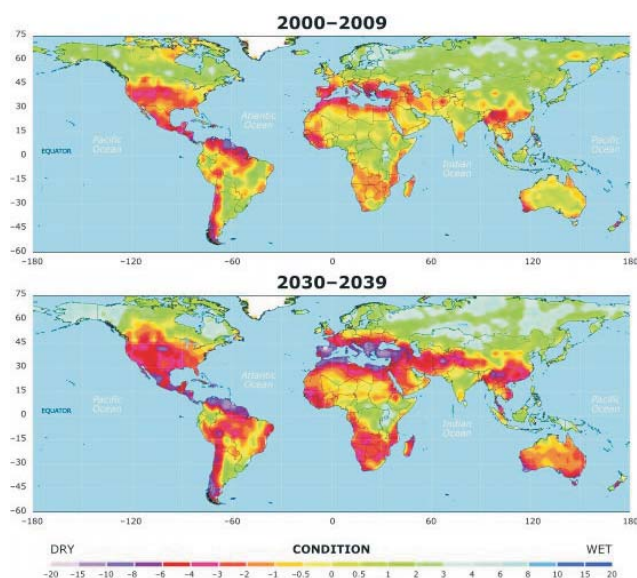 2000–2009
75
60
45
30
15
0
−15
−30
−45
−60
Pacific Ocean
EQUATOR
Atlantic Ocean
Indian Ocean
Pacific Ocean
−180 −120 −60 0 60 120 180
2030–2039
75
60
45
30
15
0
−15
−30
−45
−60
Pacific Ocean
EQUATOR
Atlantic Ocean
Indian Ocean
Pacific Ocean
−180 −120 −60 0 60 120 180
DRY CONDITION WET
−20 −15 −10 −8 −6 −4 −3 −2 −1 −0.5 0 0.5 1 2 3 4 6 8 10 15 20